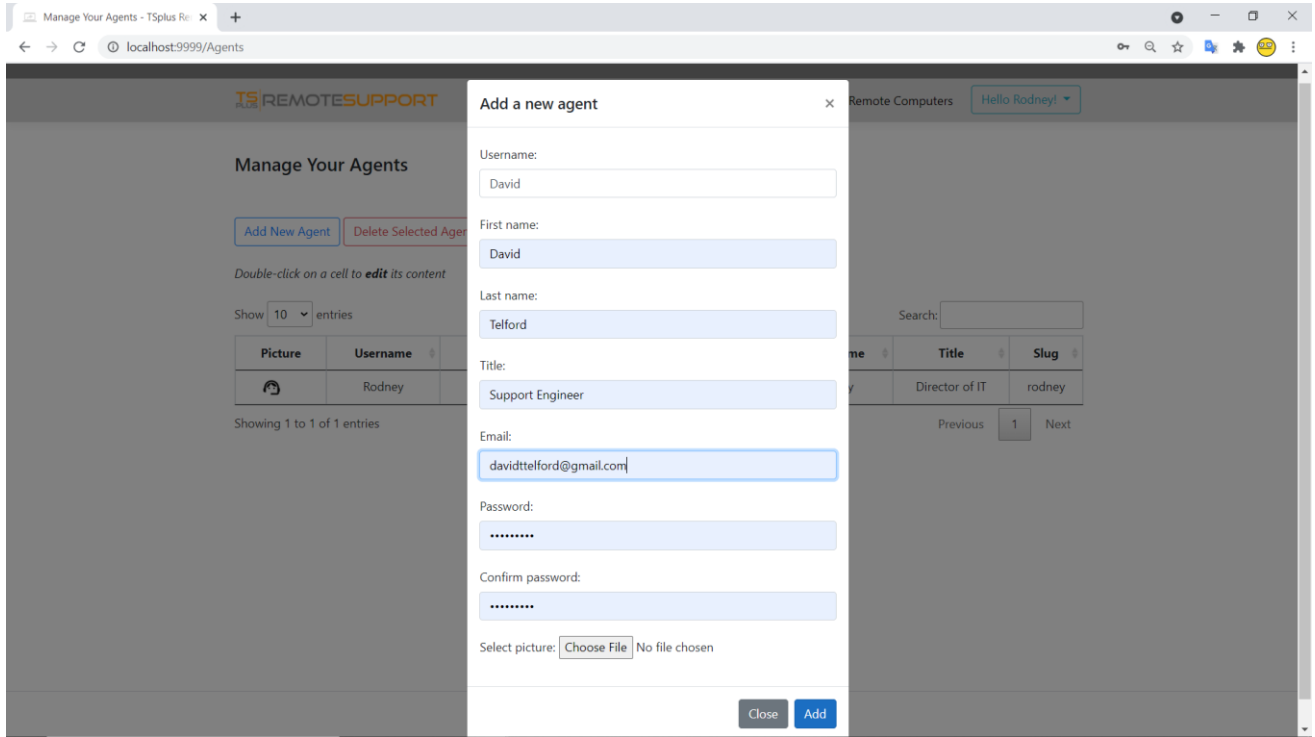 Manage Your Agents - TSplus Re
localhost:9999/Agents
TS PLUS REMOTESUPPORT
Remote Computers
Hello Rodney!
Manage Your Agents
Add New Agent
Delete Selected Agen
Double-click on a cell to edit its content
Show 10 entries
Search:
Picture Username me Title Slug
Rodney y Director of IT rodney
Showing 1 to 1 of 1 entries
Previous 1 Next
Add a new agent ×
Username:
David
First name:
David
Last name:
Telford
Title:
Support Engineer
Email:
davidttelford@gmail.com
Password:
•••••••••
Confirm password:
•••••••••
Select picture: Choose File No file chosen
Close Add